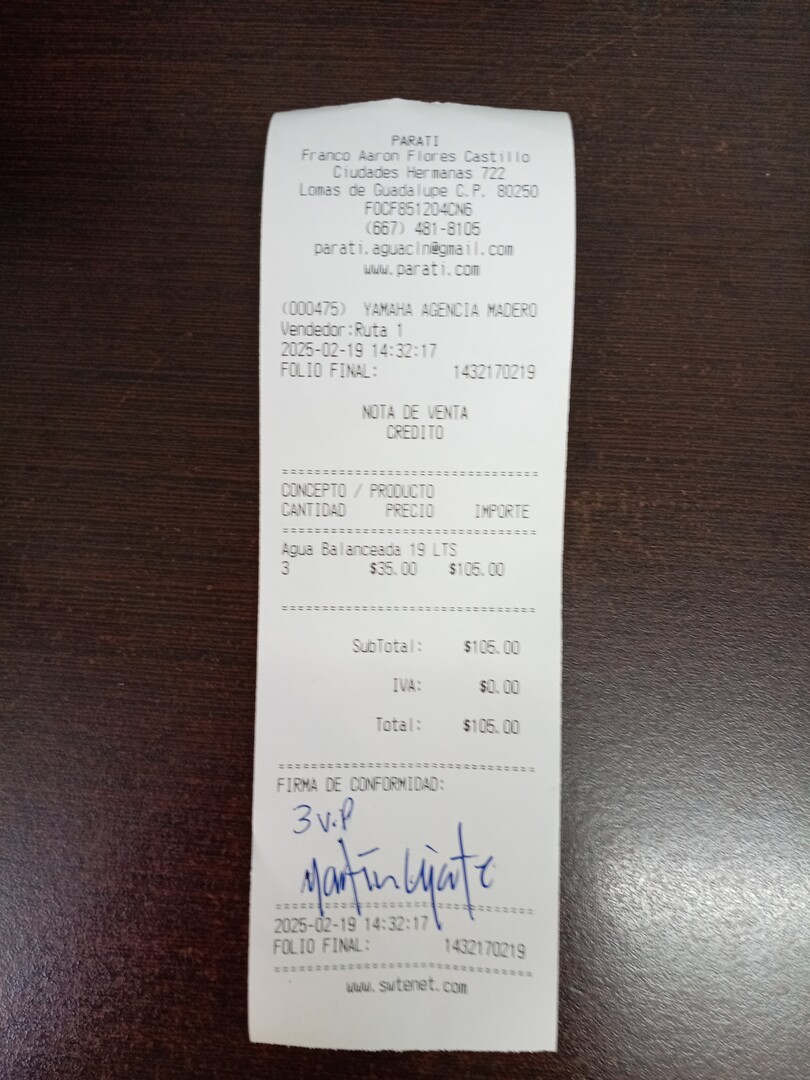 PARATI
Franco Aaron Flores Castillo
Ciudades Hermanas 722
Lomas de Guadalupe C.P. 80250
FOCF851204CN6
(667) 481-8105
parati.aguacln@gmail.com
www.parati.com
(000475) YAMAHA AGENCIA MADERO
Vendedor:Ruta 1
2025-02-19 14:32:17
FOLIO FINAL: 1432170219
NOTA DE VENTA
CREDITO
CONCEPTO / PRODUCTO
CANTIDAD PRECIO IMPORTE
Agua Balanceada 19 LTS
3 $35.00 $105.00
SubTotal: $105.00
IVA: $0.00
Total: $105.00
FIRMA DE CONFORMIDAD:
3 V.P
Martín
2025-02-19 14:32:17
FOLIO FINAL: 1432170219
www.swtenet.com